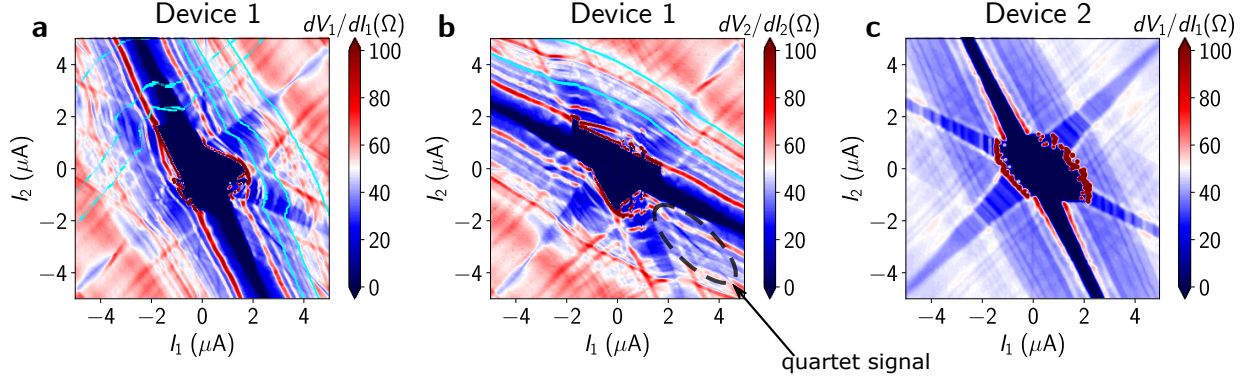 Device 1
Device 1
Device 2
a
dV₁/dI₁(Ω)
b
dV₂/dI₂(Ω)
c
dV₁/dI₁(Ω)
4
2
0
−2
−4
I₂ (μA)
−4 −2 0 2 4
I₁ (μA)
100
80
60
40
20
0
4
2
0
−2
−4
I₂ (μA)
−4 −2 0 2 4
I₁ (μA)
100
80
60
40
20
0
quartet signal
4
2
0
−2
−4
I₂ (μA)
−4 −2 0 2 4
I₁ (μA)
100
80
60
40
20
0